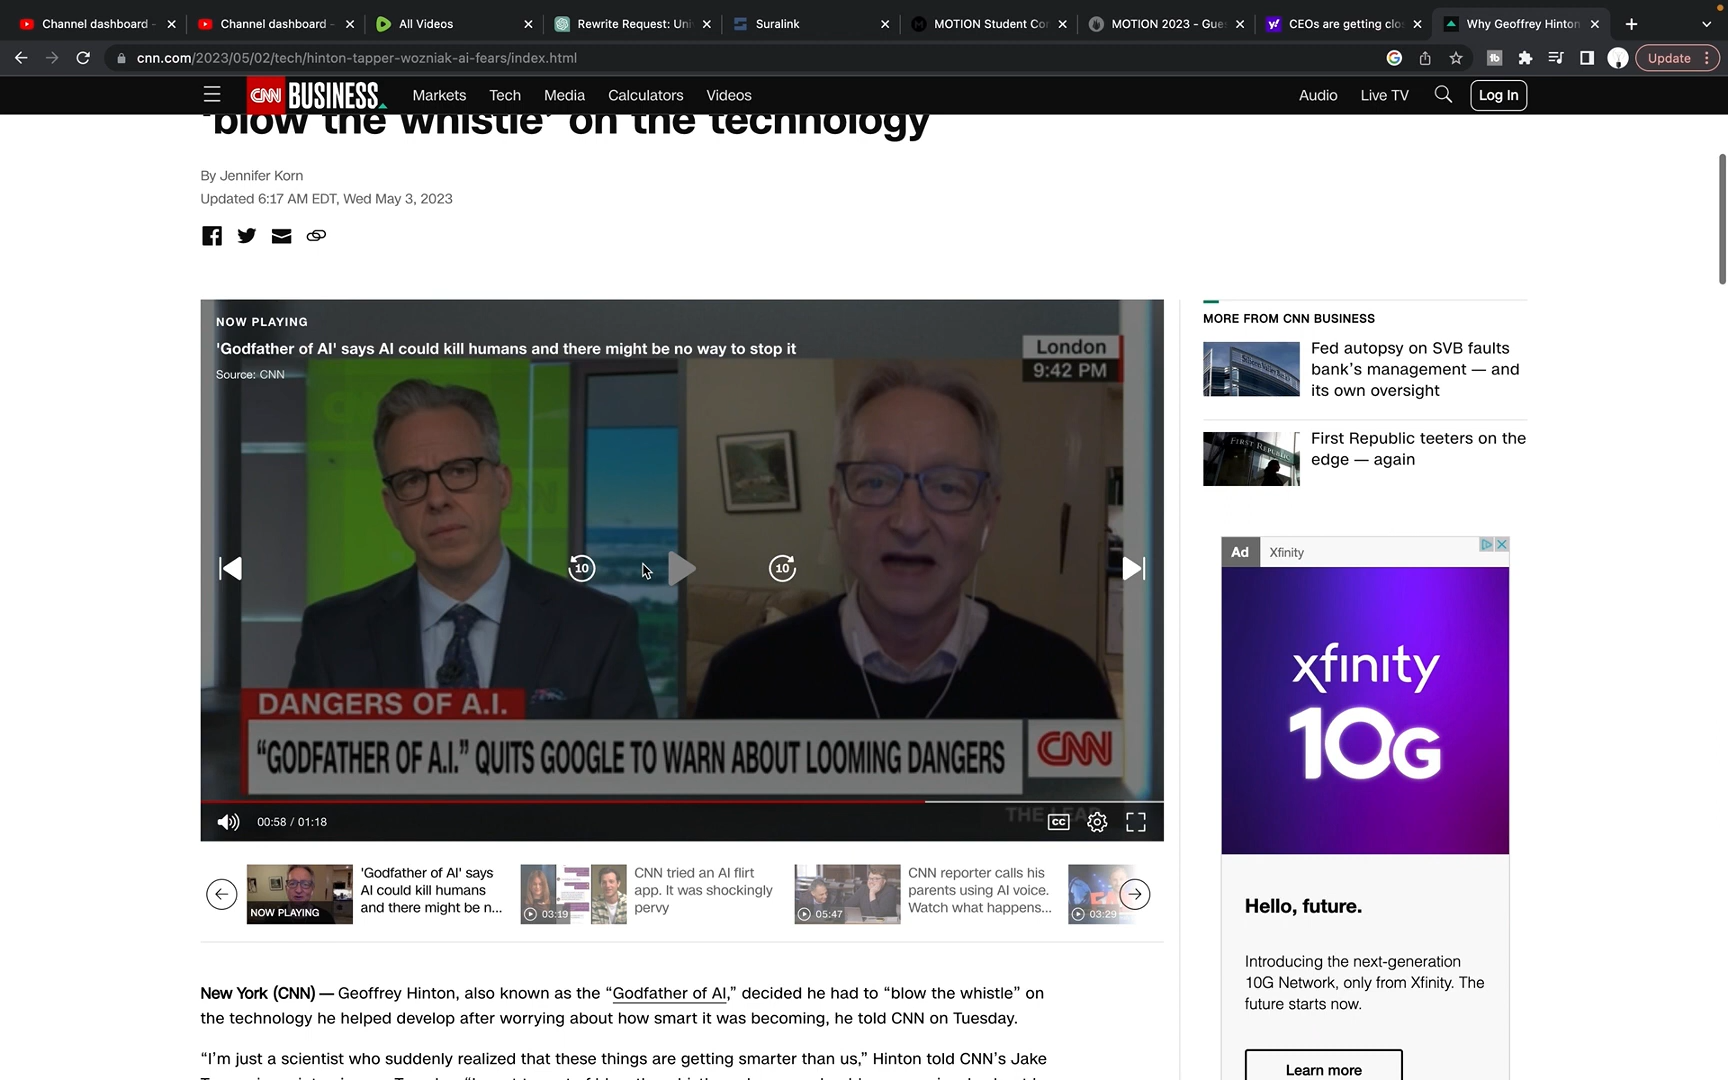 Channel dashboard -
Channel dashboard -
All Videos
Rewrite Request: Uni
Suralink
MOTION Student Co
MOTION 2023 - Gue
CEOs are getting clo
Why Geoffrey Hinton
cnn.com/2023/05/02/tech/hinton-tapper-wozniak-ai-fears/index.html
Update
CNN BUSINESS
Markets
Tech
Media
Calculators
Videos
Audio
Live TV
Log In
'blow the whistle' on the technology
By Jennifer Korn
Updated 6:17 AM EDT, Wed May 3, 2023
NOW PLAYING
'Godfather of AI' says AI could kill humans and there might be no way to stop it
Source: CNN
London
9:42 PM
10
10
DANGERS OF A.I.
“GODFATHER OF A.I.” QUITS GOOGLE TO WARN ABOUT LOOMING DANGERS
CNN
THE LEAD
00:58 / 01:18
CC
NOW PLAYING
'Godfather of AI' says
AI could kill humans
and there might be n...
03:19
CNN tried an AI flirt
app. It was shockingly
pervy
05:47
CNN reporter calls his
parents using AI voice.
Watch what happens...
03:29
New York (CNN) — Geoffrey Hinton, also known as the “Godfather of AI,” decided he had to “blow the whistle” on
the technology he helped develop after worrying about how smart it was becoming, he told CNN on Tuesday.
“I’m just a scientist who suddenly realized that these things are getting smarter than us,” Hinton told CNN’s Jake
MORE FROM CNN BUSINESS
Fed autopsy on SVB faults
bank’s management — and
its own oversight
FIRST REPUBLIC
First Republic teeters on the
edge — again
Ad
Xfinity
xfinity
10G
Hello, future.
Introducing the next-generation
10G Network, only from Xfinity. The
future starts now.
Learn more